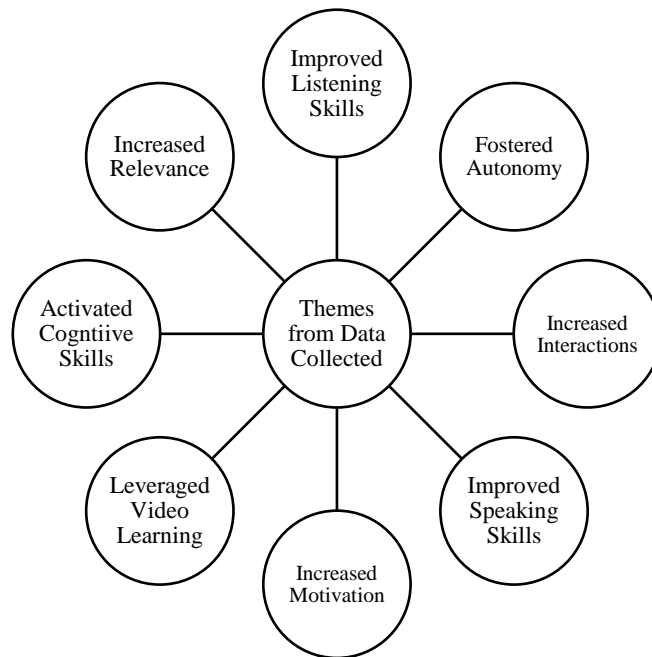 Improved
Listening
Skills
Increased
Relevance
Fostered
Autonomy
Activated
Cogntiive
Skills
Themes
from Data
Collected
Increased
Interactions
Leveraged
Video
Learning
Improved
Speaking
Skills
Increased
Motivation